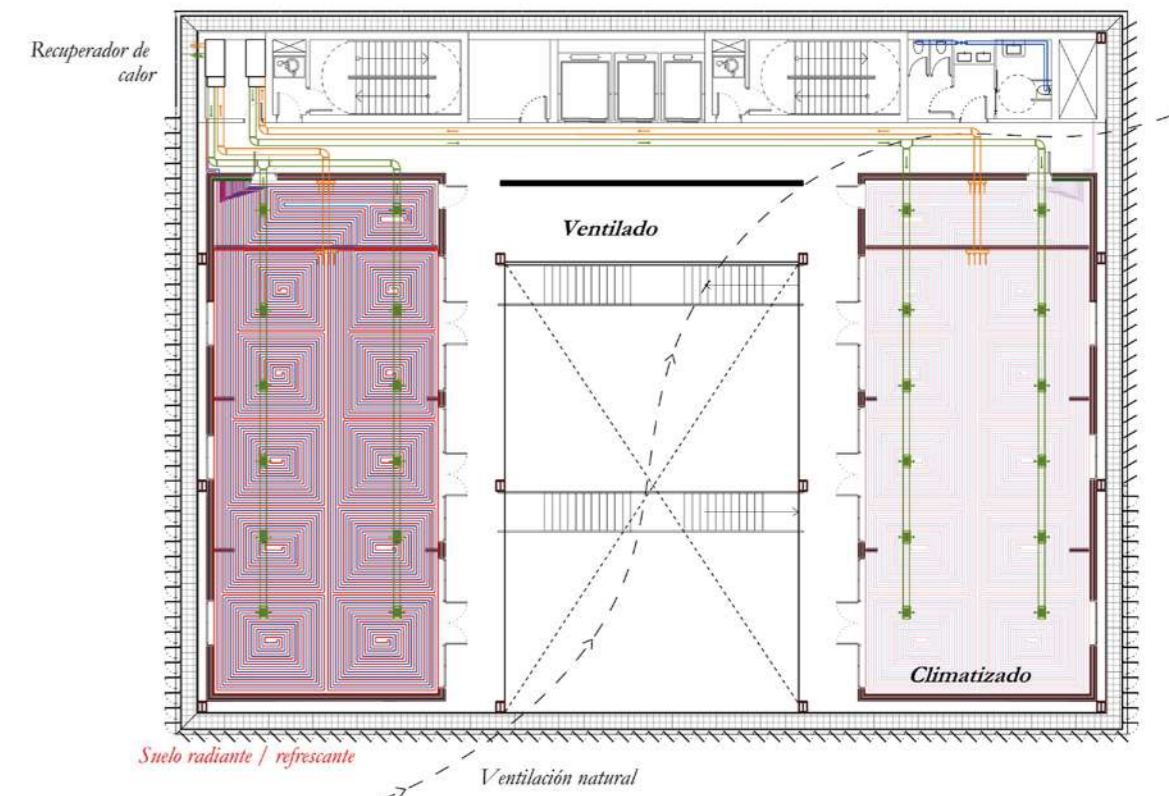 Recuperador de
calor
Ventilado
Climatizado
Suelo radiante / refrescante
Ventilación natural